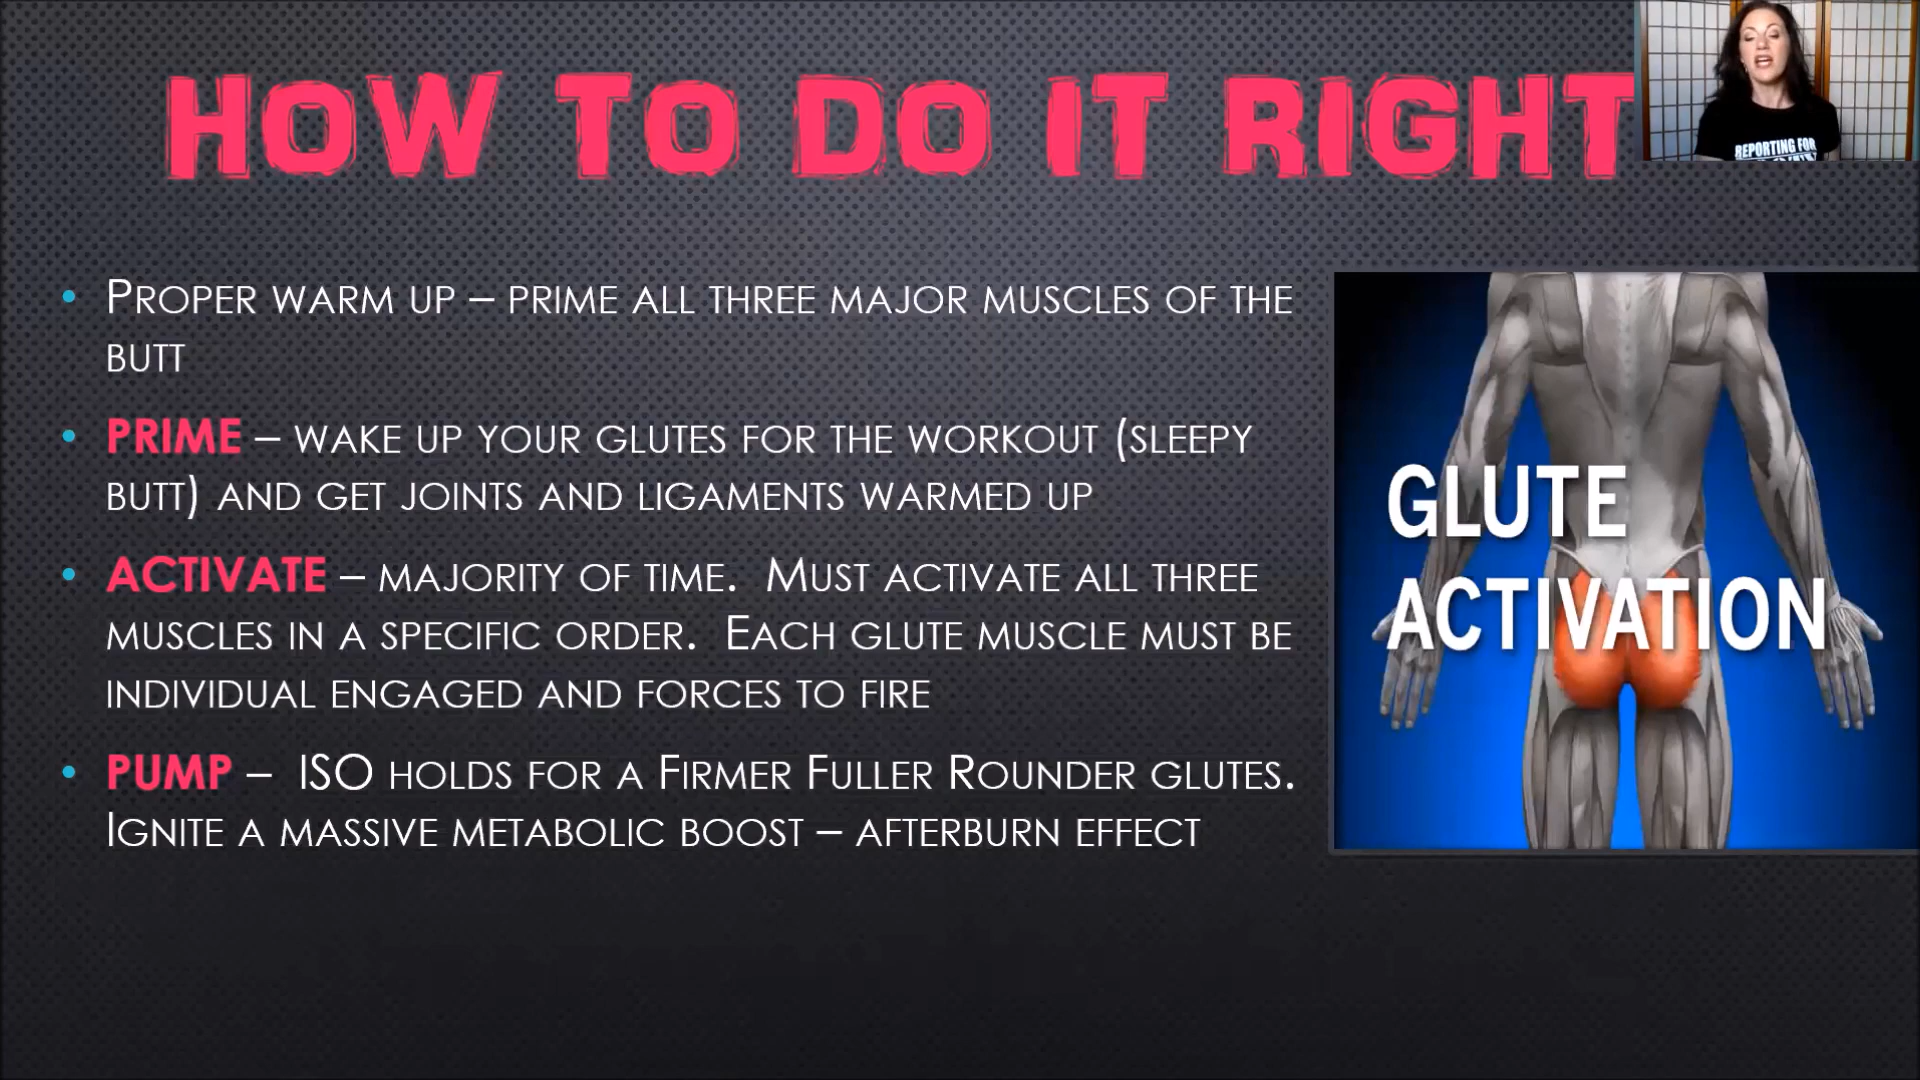 HOW TO DO IT RIGHT
REPORTING FOR
• PROPER WARM UP – PRIME ALL THREE MAJOR MUSCLES OF THE
BUTT
• PRIME – WAKE UP YOUR GLUTES FOR THE WORKOUT (SLEEPY
BUTT) AND GET JOINTS AND LIGAMENTS WARMED UP
• ACTIVATE – MAJORITY OF TIME. MUST ACTIVATE ALL THREE
MUSCLES IN A SPECIFIC ORDER. EACH GLUTE MUSCLE MUST BE
INDIVIDUAL ENGAGED AND FORCES TO FIRE
• PUMP – ISO HOLDS FOR A FIRMER FULLER ROUNDER GLUTES.
IGNITE A MASSIVE METABOLIC BOOST – AFTERBURN EFFECT
GLUTE
ACTIVATION